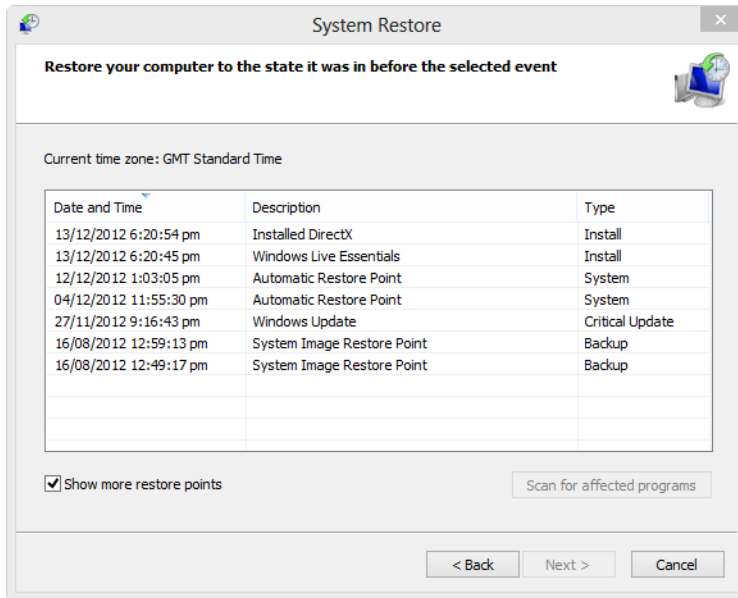 System Restore
Restore your computer to the state it was in before the selected event
Current time zone: GMT Standard Time
Date and Time Description Type
13/12/2012 6:20:54 pm Installed DirectX Install
13/12/2012 6:20:45 pm Windows Live Essentials Install
12/12/2012 1:03:05 pm Automatic Restore Point System
04/12/2012 11:55:30 pm Automatic Restore Point System
27/11/2012 9:16:43 pm Windows Update Critical Update
16/08/2012 12:59:13 pm System Image Restore Point Backup
16/08/2012 12:49:17 pm System Image Restore Point Backup
Show more restore points Scan for affected programs
< Back Next > Cancel